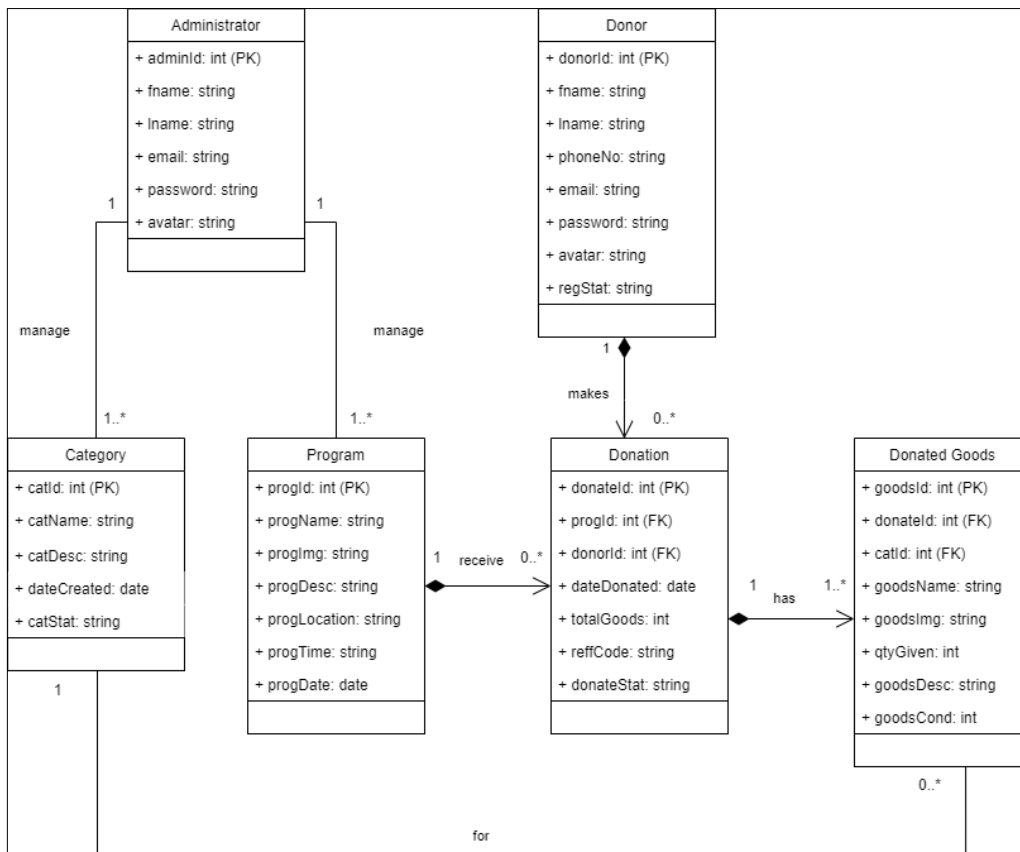 Administrator
+ adminId: int (PK)
+ fname: string
+ lname: string
+ email: string
+ password: string
+ avatar: string
Donor
+ donorId: int (PK)
+ fname: string
+ lname: string
+ phoneNo: string
+ email: string
+ password: string
+ avatar: string
+ regStat: string
1
1
manage
manage
1
makes
1..*
1..*
0..*
Category
+ catId: int (PK)
+ catName: string
+ catDesc: string
+ dateCreated: date
+ catStat: string
Program
+ progId: int (PK)
+ progName: string
+ progImg: string
+ progDesc: string
+ progLocation: string
+ progTime: string
+ progDate: date
1
receive
0..*
Donation
+ donateId: int (PK)
+ progId: int (FK)
+ donorId: int (FK)
+ dateDonated: date
+ totalGoods: int
+ reffCode: string
+ donateStat: string
1
has
1..*
Donated Goods
+ goodsId: int (PK)
+ donateId: int (FK)
+ catId: int (FK)
+ goodsName: string
+ goodsImg: string
+ qtyGiven: int
+ goodsDesc: string
+ goodsCond: int
1
0..*
for